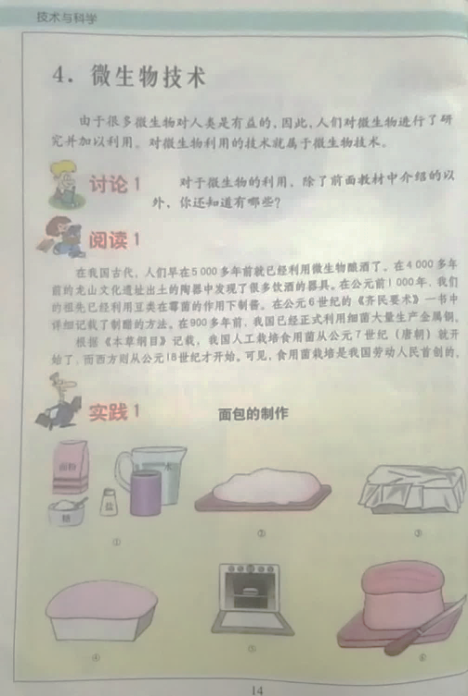 技术与科学
4. 微生物技术
由于很多微生物对人类是有益的，因此，人们对微生物进行了研
究并加以利用。对微生物利用的技术就属于微生物技术。
讨论 1 对于微生物的利用，除了前面教材中介绍的以
外，你还知道有哪些？
阅读 1
在我国古代，人们早在5000多年前就已经利用微生物酿酒了。在4000多年
前的龙山文化遗址出土的陶器中发现了很多饮酒的器具。在公元前1000年，我们
的祖先已经利用豆类在霉菌的作用下制酱。在公元6世纪的《齐民要术》一书中
详细记载了制醋的方法。在900多年前，我国已经正式利用细菌大量生产金属铜。
根据《本草纲目》记载，我国人工栽培食用菌从公元7世纪（唐朝）就开
始了，而西方则从公元18世纪才开始。可见，食用菌栽培是我国劳动人民首创的。
实践 1 面包的制作
面粉
水
糖
盐
① ② ③
④ ⑤ ⑥
14